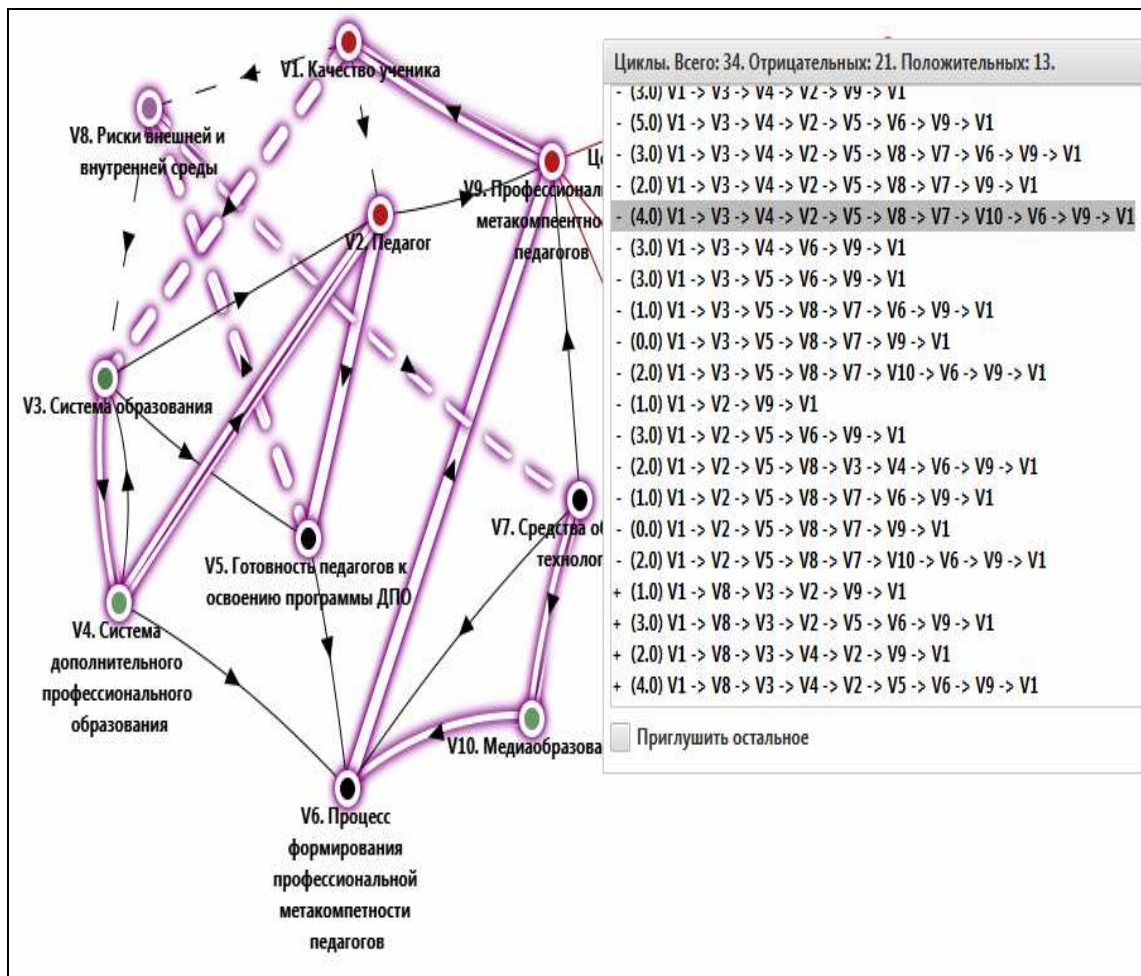 V1. Качество ученика
V8. Риски внешней и
внутренней среды
V9. Профессионал
метакомпеентно
педагогов
V2. Педагог
V3. Система образования
V5. Готовность педагогов к
освоению программы ДПО
V7. Средства об
технолог
V4. Система
дополнительного
профессионального
образования
V10. Медиаобразова
V6. Процесс
формирования
профессиональной
метакомпетности
педагогов
Циклы. Всего: 34. Отрицательных: 21. Положительных: 13.
- (3.0) V1 -> V3 -> V4 -> V2 -> V9 -> V1
- (5.0) V1 -> V3 -> V4 -> V2 -> V5 -> V6 -> V9 -> V1
- (3.0) V1 -> V3 -> V4 -> V2 -> V5 -> V8 -> V7 -> V6 -> V9 -> V1
- (2.0) V1 -> V3 -> V4 -> V2 -> V5 -> V8 -> V7 -> V9 -> V1
- (4.0) V1 -> V3 -> V4 -> V2 -> V5 -> V8 -> V7 -> V10 -> V6 -> V9 -> V1
- (3.0) V1 -> V3 -> V4 -> V6 -> V9 -> V1
- (3.0) V1 -> V3 -> V5 -> V6 -> V9 -> V1
- (1.0) V1 -> V3 -> V5 -> V8 -> V7 -> V6 -> V9 -> V1
- (0.0) V1 -> V3 -> V5 -> V8 -> V7 -> V9 -> V1
- (2.0) V1 -> V3 -> V5 -> V8 -> V7 -> V10 -> V6 -> V9 -> V1
- (1.0) V1 -> V2 -> V9 -> V1
- (3.0) V1 -> V2 -> V5 -> V6 -> V9 -> V1
- (2.0) V1 -> V2 -> V5 -> V8 -> V3 -> V4 -> V6 -> V9 -> V1
- (1.0) V1 -> V2 -> V5 -> V8 -> V7 -> V6 -> V9 -> V1
- (0.0) V1 -> V2 -> V5 -> V8 -> V7 -> V9 -> V1
- (2.0) V1 -> V2 -> V5 -> V8 -> V7 -> V10 -> V6 -> V9 -> V1
+ (1.0) V1 -> V8 -> V3 -> V2 -> V9 -> V1
+ (3.0) V1 -> V8 -> V3 -> V2 -> V5 -> V6 -> V9 -> V1
+ (2.0) V1 -> V8 -> V3 -> V4 -> V2 -> V9 -> V1
+ (4.0) V1 -> V8 -> V3 -> V4 -> V2 -> V5 -> V6 -> V9 -> V1
Приглушить остальное